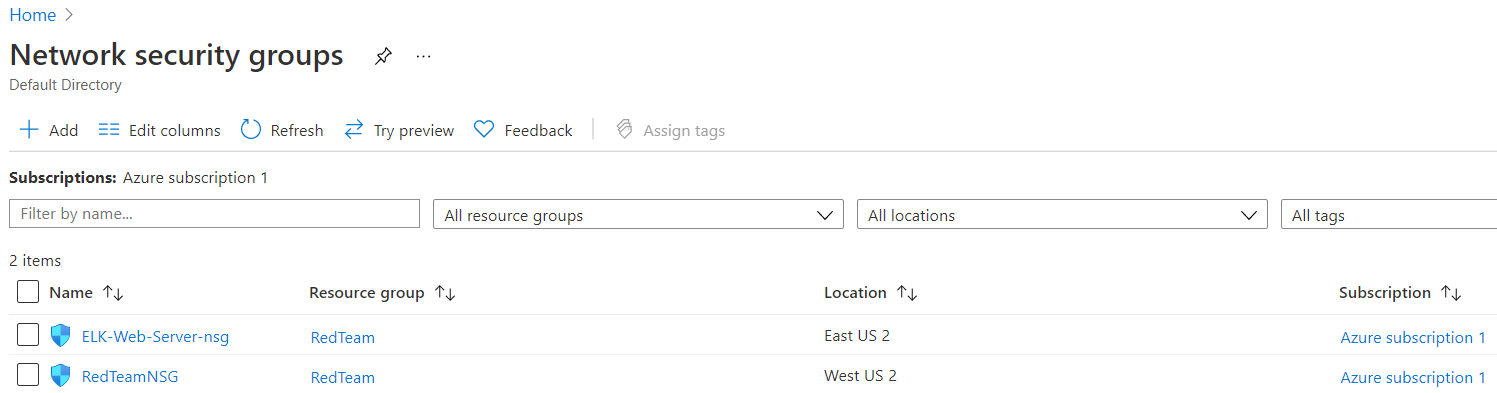 Home
Network security groups
Default Directory
Add Edit columns Refresh Try preview Feedback Assign tags
Subscriptions: Azure subscription 1
Filter by name... All resource groups All locations All tags
2 items
Name Resource group Location Subscription
ELK-Web-Server-nsg RedTeam East US 2 Azure subscription 1
RedTeamNSG RedTeam West US 2 Azure subscription 1